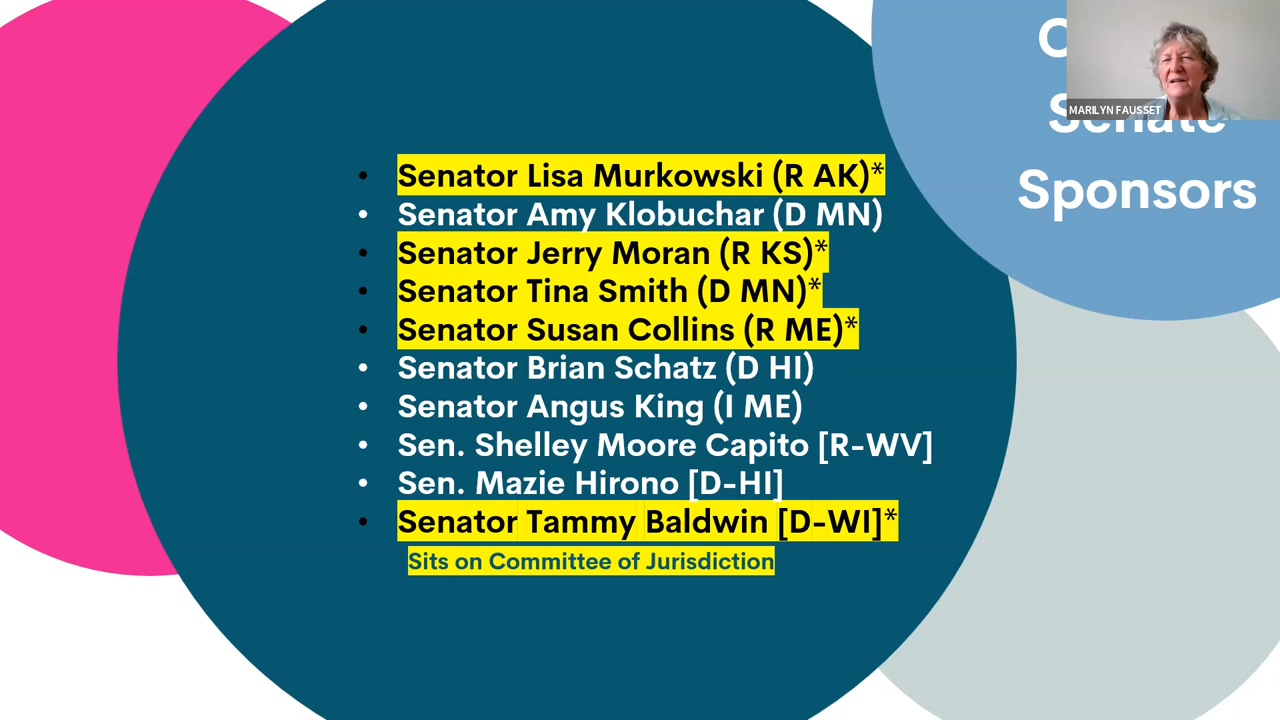 Senate
Sponsors
MARILYN FAUSSET
• Senator Lisa Murkowski (R AK)*
• Senator Amy Klobuchar (D MN)
• Senator Jerry Moran (R KS)*
• Senator Tina Smith (D MN)*
• Senator Susan Collins (R ME)*
• Senator Brian Schatz (D HI)
• Senator Angus King (I ME)
• Sen. Shelley Moore Capito [R-WV]
• Sen. Mazie Hirono [D-HI]
• Senator Tammy Baldwin [D-WI]*
Sits on Committee of Jurisdiction